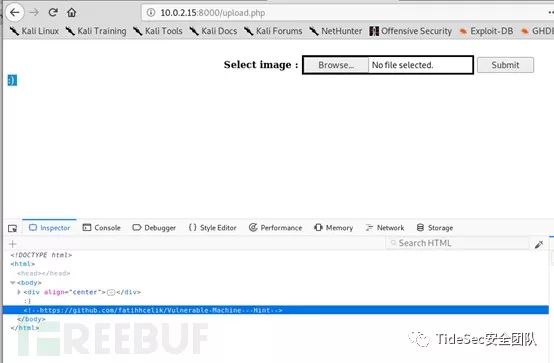 10.0.2.15:8000/upload.php
Kali Linux Kali Training Kali Tools Kali Docs Kali Forums NetHunter Offensive Security Exploit-DB GHDB
Select image : Browse... No file selected. Submit
:)
Inspector Console Debugger Style Editor Performance Memory Network Storage
+ Search HTML
<!DOCTYPE html>
<html>
<head></head>
<body>
<div align="center"></div>
:)
<!--https://github.com/fatihhcelik/Vulnerable-Machine---Hint-->
</body>
</html>
FREEBUF
TideSec安全团队